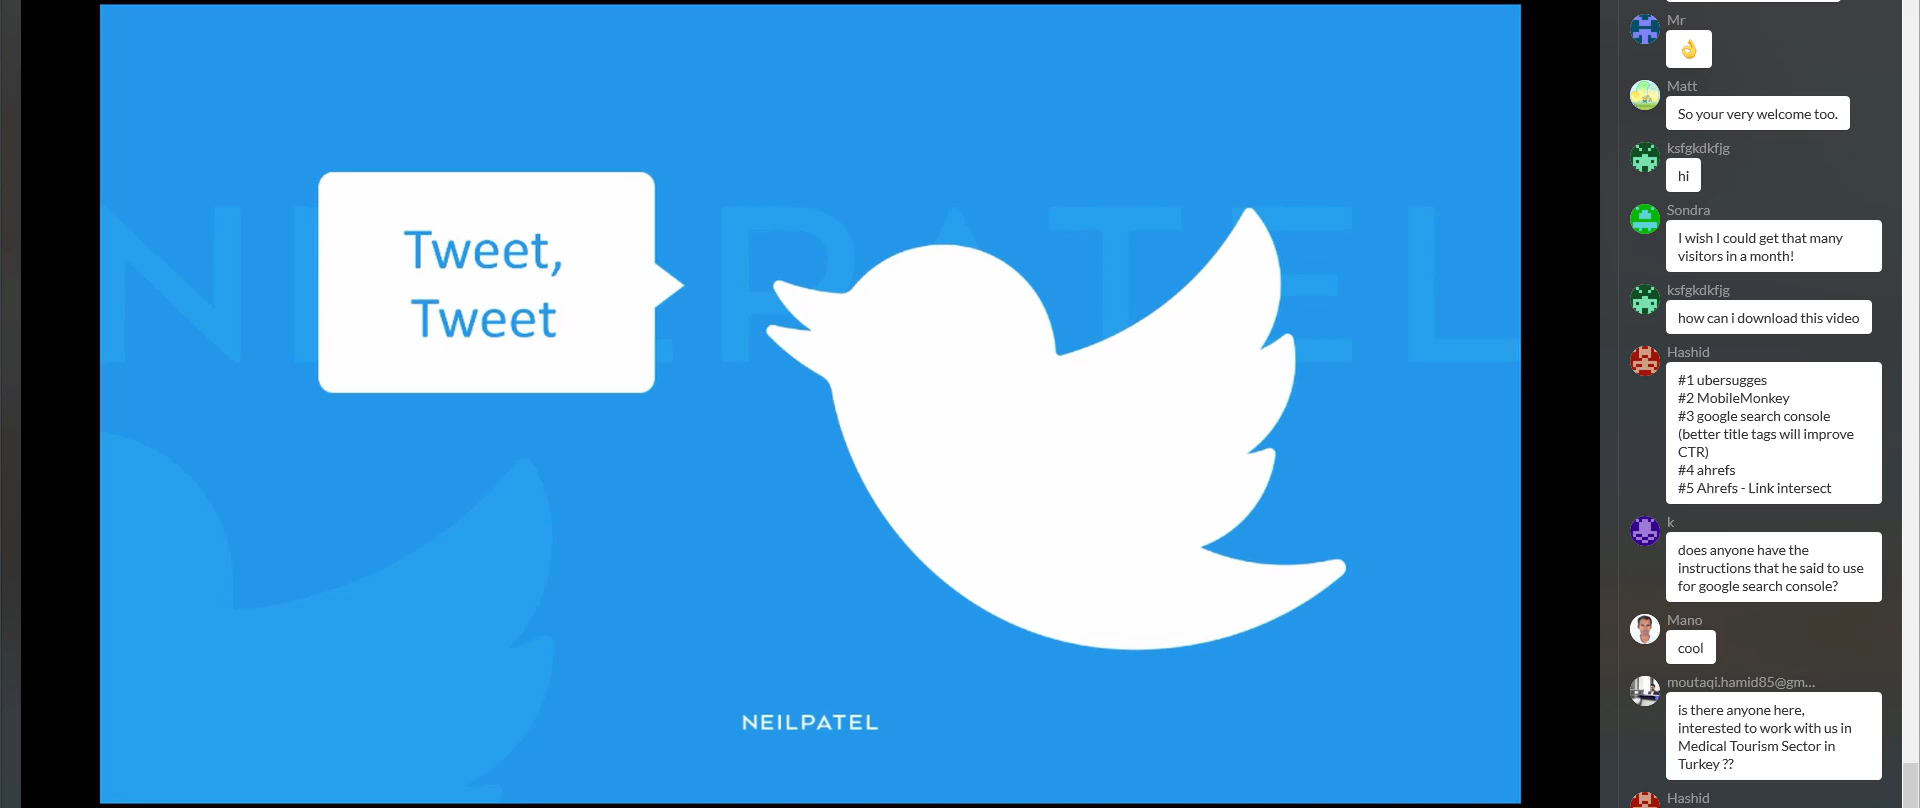 NEILPATEL
Tweet,
Tweet
NEILPATEL
Mr
👌
Matt
So your very welcome too.
ksfgkdkfjg
hi
Sondra
I wish I could get that many
visitors in a month!
ksfgkdkfjg
how can i download this video
Hashid
#1 ubersugges
#2 MobileMonkey
#3 google search console
(better title tags will improve
CTR)
#4 ahrefs
#5 Ahrefs - Link intersect
k
does anyone have the
instructions that he said to use
for google search console?
Mano
cool
moutaqi.hamid85@gm...
is there anyone here,
interested to work with us in
Medical Tourism Sector in
Turkey ??
Hashid